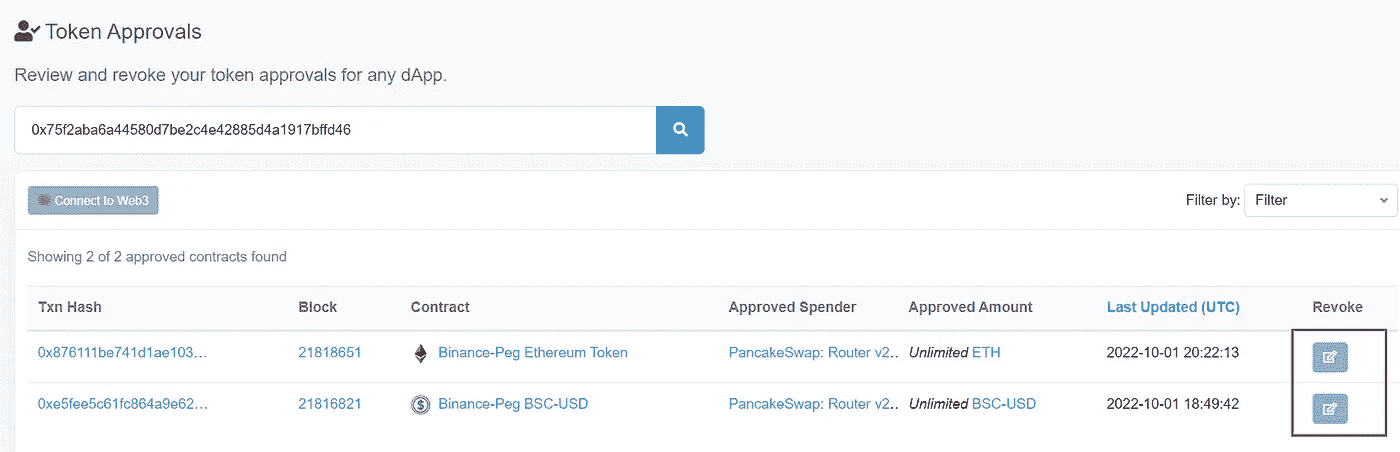 Token Approvals
Review and revoke your token approvals for any dApp.
0x75f2aba6a44580d7be2c4e42885d4a1917bffd46
Connect to Web3 Filter by: Filter
Showing 2 of 2 approved contracts found
Txn Hash Block Contract Approved Spender Approved Amount Last Updated (UTC) Revoke
0x876111be741d1ae103... 21818651 Binance-Peg Ethereum Token PancakeSwap: Router v2.. Unlimited ETH 2022-10-01 20:22:13
0xe5fee5c61fc864a9e62... 21816821 Binance-Peg BSC-USD PancakeSwap: Router v2.. Unlimited BSC-USD 2022-10-01 18:49:42